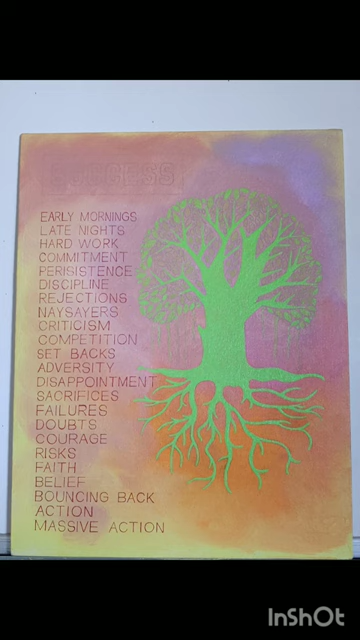 SUCCESS
EARLY MORNINGS
LATE NIGHTS
HARD WORK
COMMITMENT
PERISISTENCE
DISCIPLINE
REJECTIONS
NAYSAYERS
CRITICISM
COMPETITION
SET BACKS
ADVERSITY
DISAPPOINTMENT
SACRIFICES
FAILURES
DOUBTS
COURAGE
RISKS
FAITH
BELIEF
BOUNCING BACK
ACTION
MASSIVE ACTION
InShOt